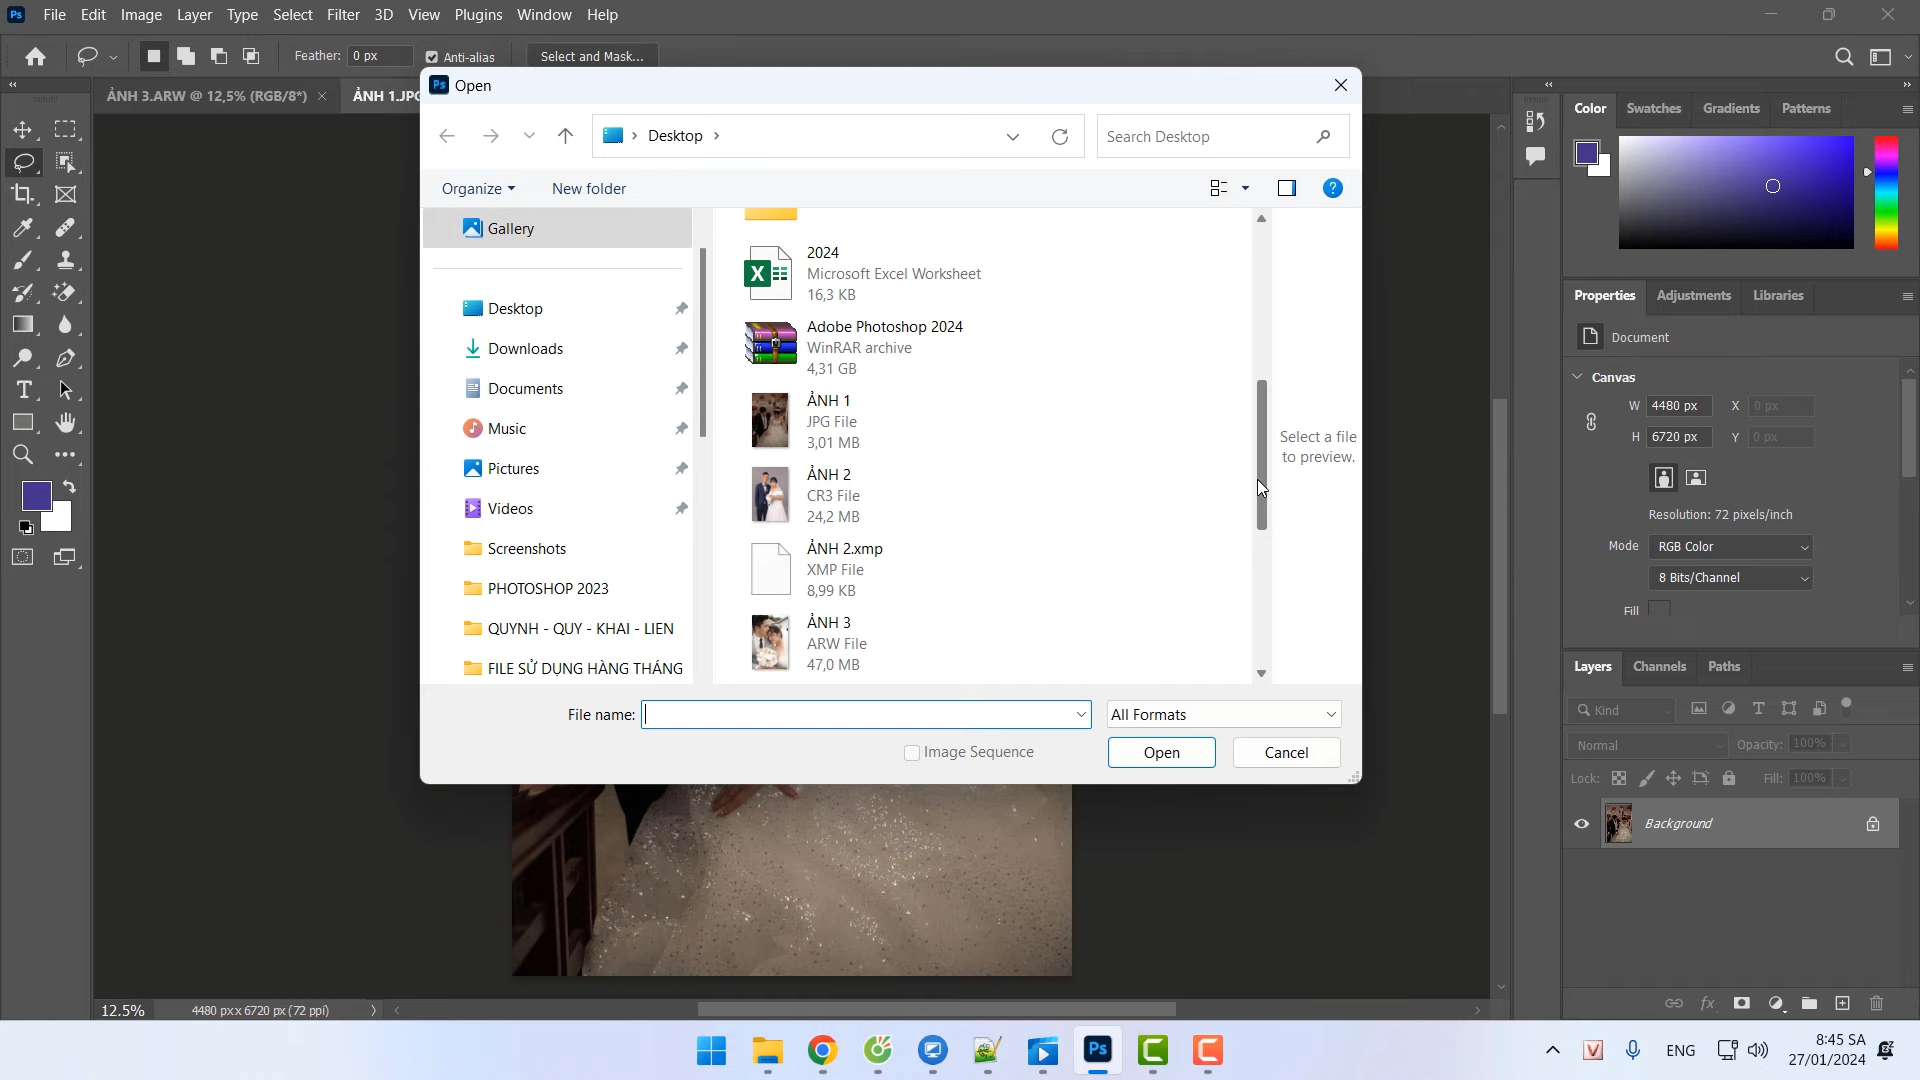 Ps File Edit Image Layer Type Select Filter 3D View Plugins Window Help
Feather: 0 px Anti-alias Select and Mask...
ẢNH 3.ARW @ 12,5% (RGB/8*) ×
ẢNH 1.JPG
Ps Open
Desktop
Search Desktop
Organize New folder
Gallery
Desktop
Downloads
Documents
Music
Pictures
Videos
Screenshots
PHOTOSHOP 2023
QUYNH - QUY - KHAI - LIEN
FILE SỬ DỤNG HÀNG THÁNG
2024
Microsoft Excel Worksheet
16,3 KB
Adobe Photoshop 2024
WinRAR archive
4,31 GB
ẢNH 1
JPG File
3,01 MB
ẢNH 2
CR3 File
24,2 MB
ẢNH 2.xmp
XMP File
8,99 KB
ẢNH 3
ARW File
47,0 MB
Select a file
to preview.
File name:
All Formats
Image Sequence
Open Cancel
Color Swatches Gradients Patterns
Properties Adjustments Libraries
Document
Canvas
W 4480 px X 0 px
H 6720 px Y 0 px
Resolution: 72 pixels/inch
Mode RGB Color
8 Bits/Channel
Fill
Layers Channels Paths
Kind
Normal Opacity: 100%
Lock: Fill: 100%
Background
12.5% 4480 px x 6720 px (72 ppi)
ENG
8:45 SA
27/01/2024